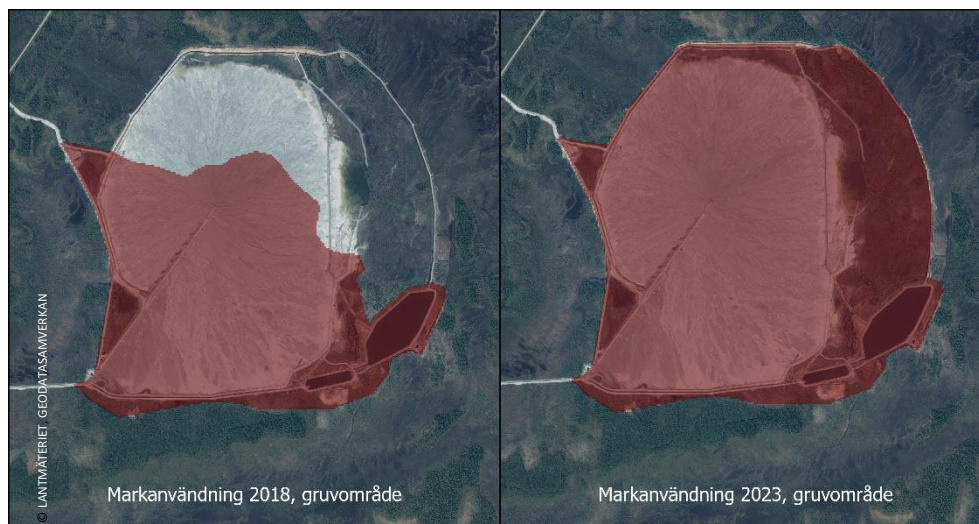 © LANTMÄTERIET, GEODATASAMVERKAN
Markanvändning 2018, gruvområde
Markanvändning 2023, gruvområde